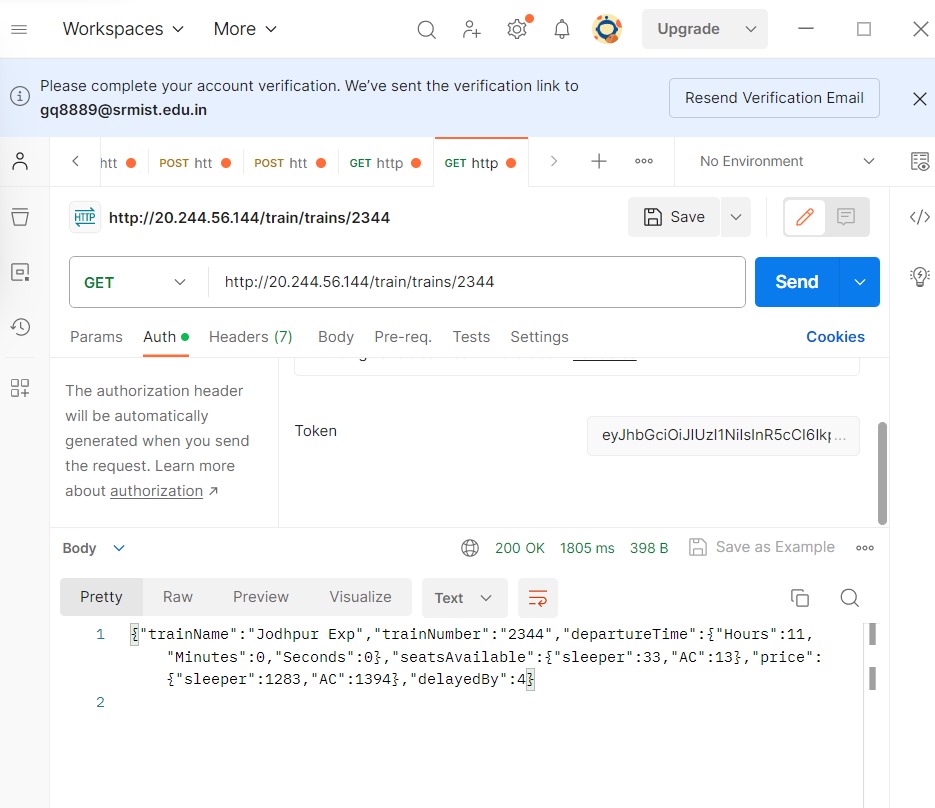 Workspaces More Upgrade
Please complete your account verification. We've sent the verification link to
gq8889@srmist.edu.in
Resend Verification Email
htt POST htt POST htt GET http GET http No Environment
HTTP http://20.244.56.144/train/trains/2344 Save
GET http://20.244.56.144/train/trains/2344 Send
Params Auth Headers (7) Body Pre-req. Tests Settings Cookies
The authorization header
will be automatically
generated when you send
the request. Learn more
about authorization ↗
Token eyJhbGciOiJIUzI1NiIsInR5cCI6Ikp...
Body 200 OK 1805 ms 398 B Save as Example
Pretty Raw Preview Visualize Text
1 {"trainName":"Jodhpur Exp","trainNumber":"2344","departureTime":{"Hours":11,
"Minutes":0,"Seconds":0},"seatsAvailable":{"sleeper":33,"AC":13},"price":
{"sleeper":1283,"AC":1394},"delayedBy":4}
2